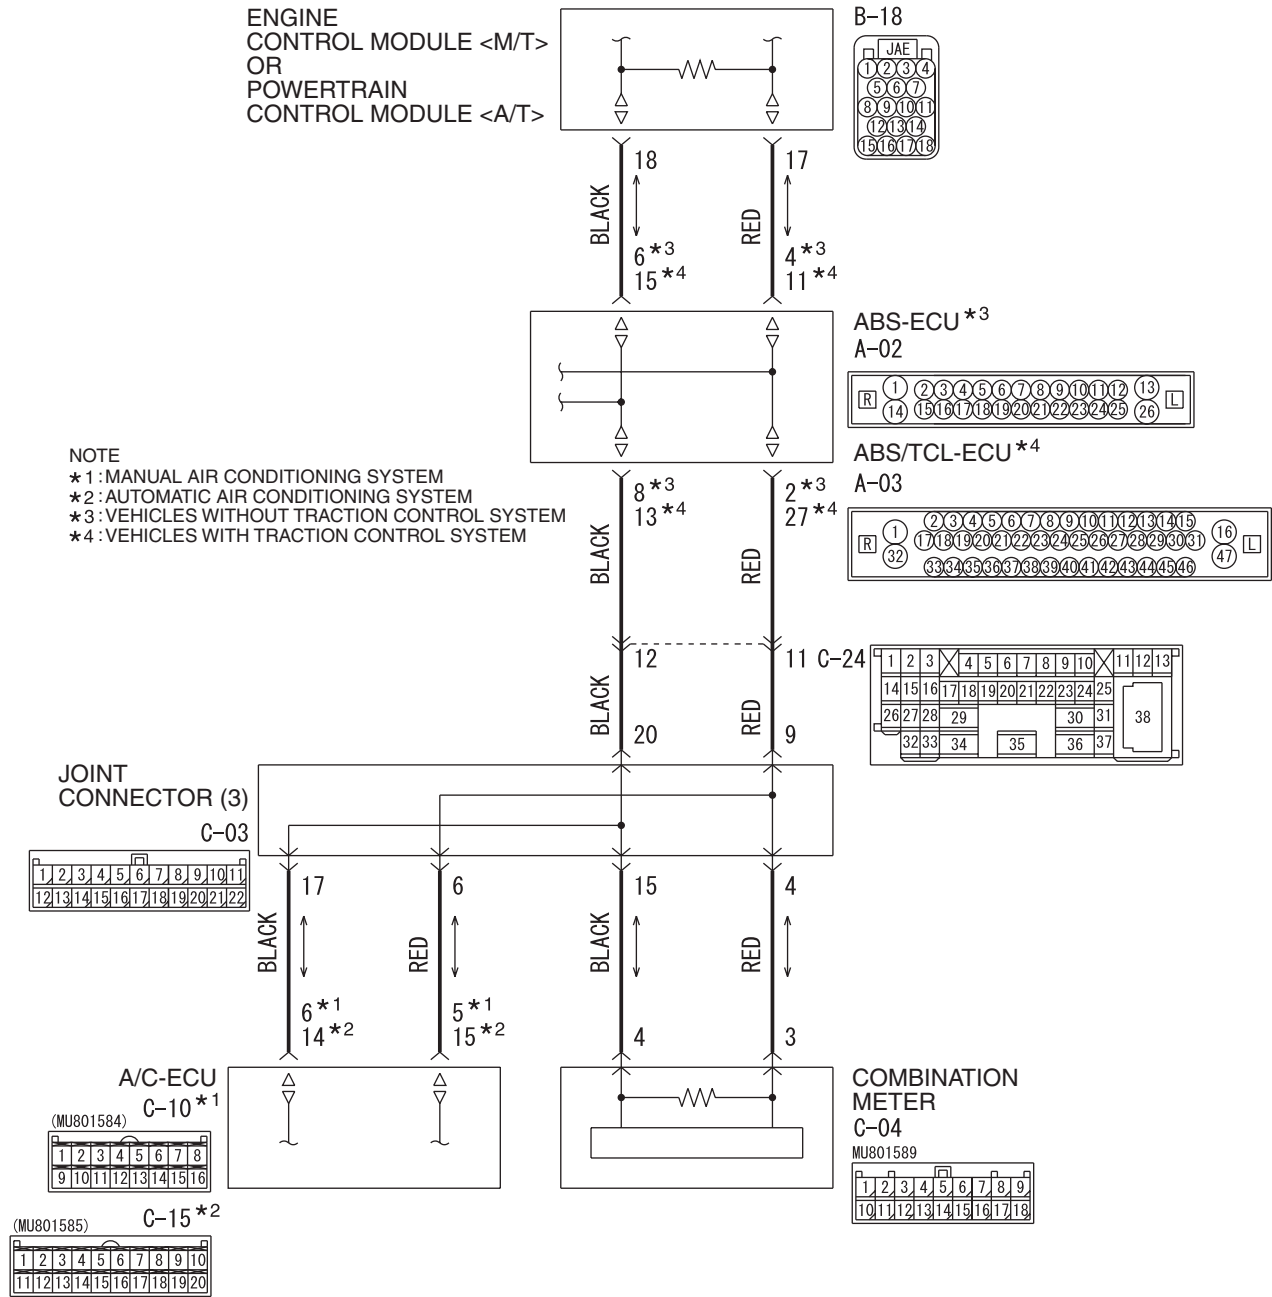 ENGINE
CONTROL MODULE <M/T>
OR
POWERTRAIN
CONTROL MODULE <A/T>
B-18
JAE
1 2 3 4
5 6 7
8 9 10 11
12 13 14
15 16 17 18
18
17
BLACK
RED
6*3
15*4
4*3
11*4
ABS-ECU*3
A-02
R 1 2 3 4 5 6 7 8 9 10 11 12 13 L
14 15 16 17 18 19 20 21 22 23 24 25 26
ABS/TCL-ECU*4
A-03
R 1 2 3 4 5 6 7 8 9 10 11 12 13 14 15 16 L
17 18 19 20 21 22 23 24 25 26 27 28 29 30 31
32 33 34 35 36 37 38 39 40 41 42 43 44 45 46 47
NOTE
*1:MANUAL AIR CONDITIONING SYSTEM
*2:AUTOMATIC AIR CONDITIONING SYSTEM
*3:VEHICLES WITHOUT TRACTION CONTROL SYSTEM
*4:VEHICLES WITH TRACTION CONTROL SYSTEM
8*3
13*4
2*3
27*4
BLACK
RED
12
11 C-24
1 2 3 4 5 6 7 8 9 10 11 12 13
14 15 16 17 18 19 20 21 22 23 24 25
26 27 28 29 30 31 38
32 33 34 35 36 37
BLACK
RED
20
9
JOINT
CONNECTOR (3)
C-03
1 2 3 4 5 6 7 8 9 10 11
12 13 14 15 16 17 18 19 20 21 22
17
6
15
4
BLACK
RED
BLACK
RED
6*1
14*2
5*1
15*2
4
3
A/C-ECU
C-10*1
(MU801584)
1 2 3 4 5 6 7 8
9 10 11 12 13 14 15 16
C-15*2
(MU801585)
1 2 3 4 5 6 7 8 9 10
11 12 13 14 15 16 17 18 19 20
COMBINATION
METER
C-04
MU801589
1 2 3 4 5 6 7 8 9
10 11 12 13 14 15 16 17 18